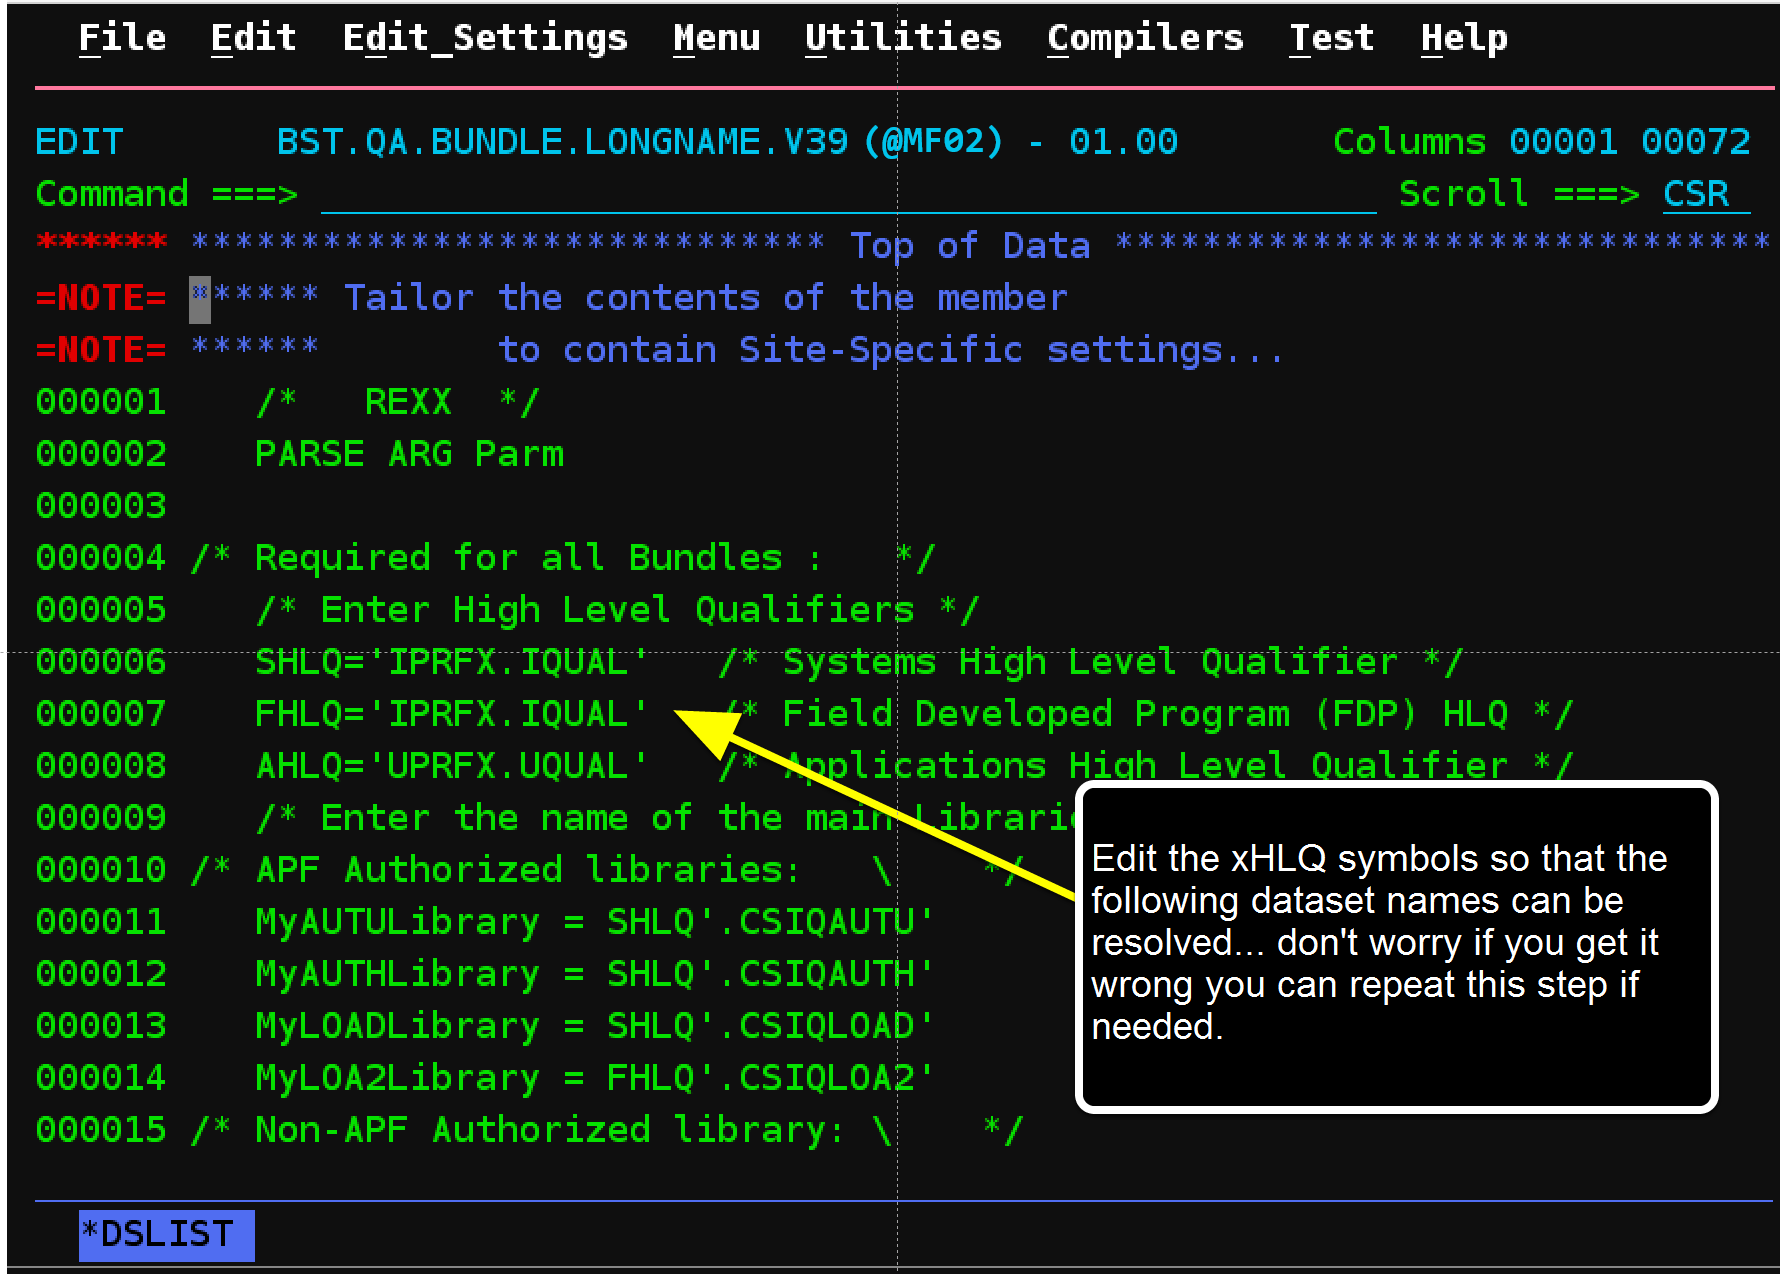 File  Edit  Edit_Settings  Menu  Utilities  Compilers  Test  Help
EDIT       BST.QA.BUNDLE.LONGNAME.V39 (@MF02) - 01.00       Columns 00001 00072
Command ===>                                                  Scroll ===> CSR
****** ***************************** Top of Data ******************************
=NOTE= ****** Tailor the contents of the member
=NOTE= ******        to contain Site-Specific settings...
000001    /*   REXX  */
000002    PARSE ARG Parm
000003
000004 /* Required for all Bundles :   */
000005    /* Enter High Level Qualifiers */
000006    SHLQ='IPRFX.IQUAL'   /* Systems High Level Qualifier */
000007    FHLQ='IPRFX.IQUAL'   /* Field Developed Program (FDP) HLQ */
000008    AHLQ='UPRFX.UQUAL'   /* Applications High Level Qualifier */
000009    /* Enter the name of the main Librari
000010 /* APF Authorized libraries:   \    */
000011    MyAUTULibrary = SHLQ'.CSIQAUTU'
000012    MyAUTHLibrary = SHLQ'.CSIQAUTH'
000013    MyLOADLibrary = SHLQ'.CSIQLOAD'
000014    MyLOA2Library = FHLQ'.CSIQLOA2'
000015 /* Non-APF Authorized library: \    */
Edit the xHLQ symbols so that the
following dataset names can be
resolved... don't worry if you get it
wrong you can repeat this step if
needed.
*DSLIST